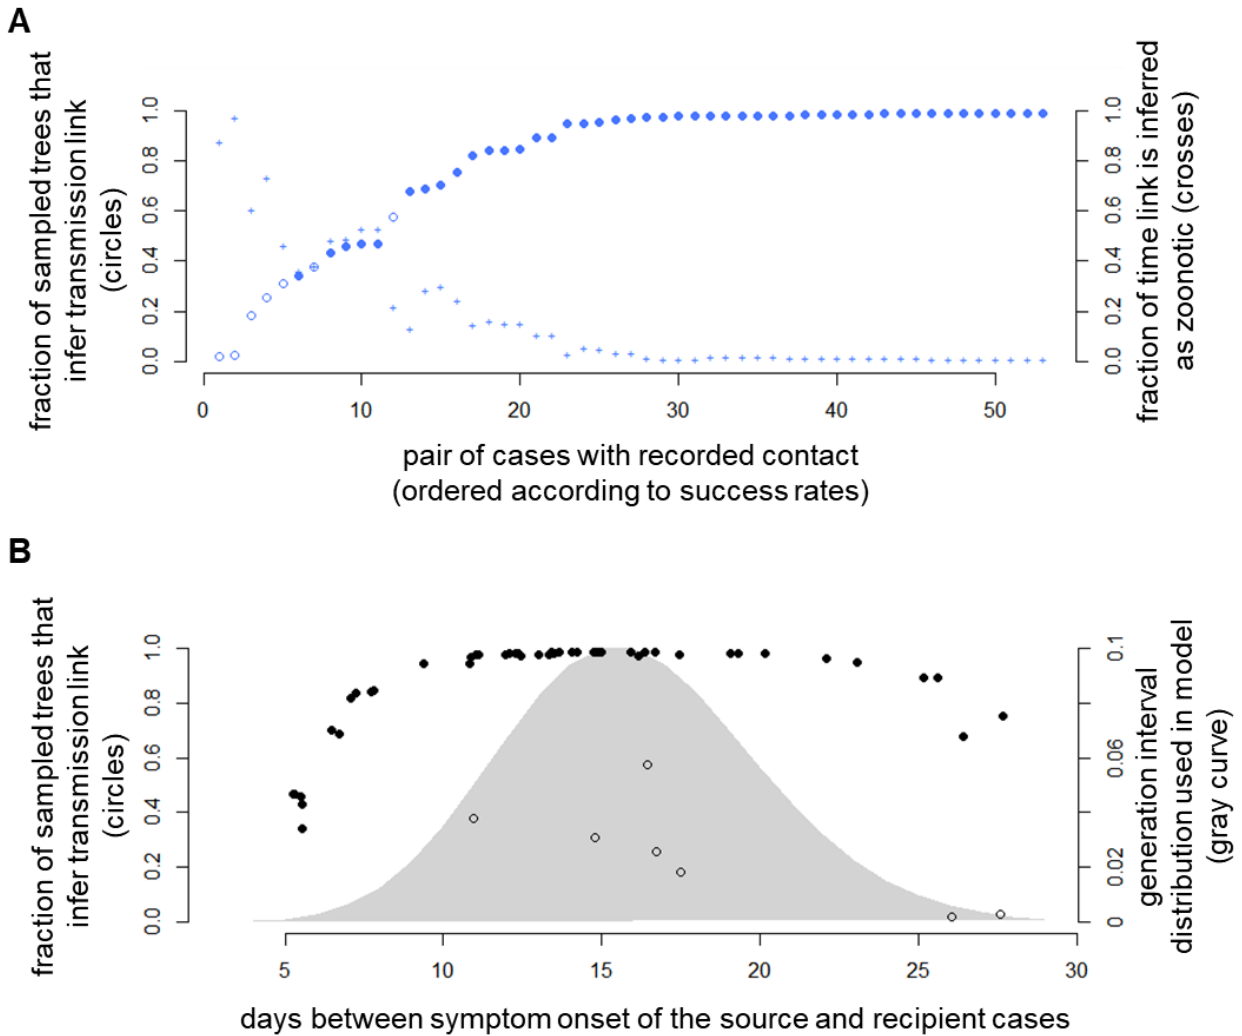 A
fraction of sampled trees that
infer transmission link
(circles)
1.0
0.8
0.6
0.4
0.2
0.0
1.0
0.8
0.6
0.4
0.2
0.0
fraction of time link is inferred
as zoonotic (crosses)
0
10
20
30
40
50
pair of cases with recorded contact
(ordered according to success rates)
B
fraction of sampled trees that
infer transmission link
(circles)
1.0
0.8
0.6
0.4
0.2
0.0
0.1
0.06
0.02
0
generation interval
distribution used in model
(gray curve)
5
10
15
20
25
30
days between symptom onset of the source and recipient cases